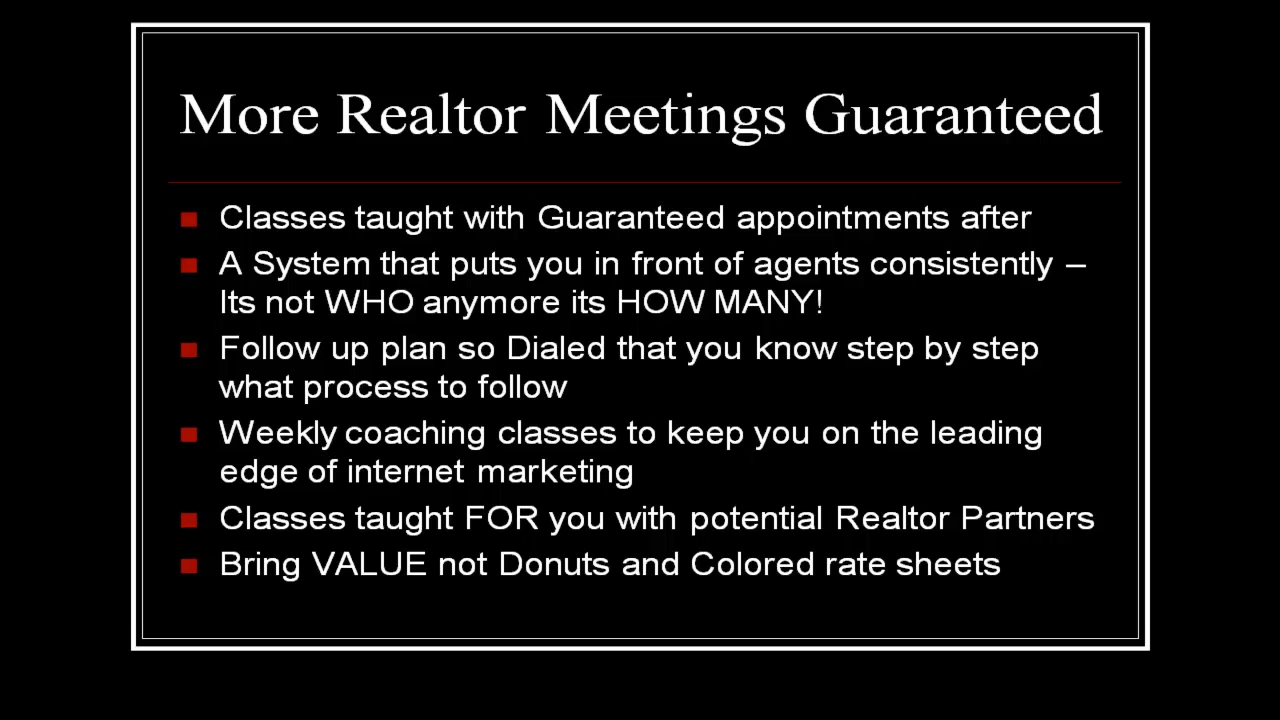 More Realtor Meetings Guaranteed
Classes taught with Guaranteed appointments after
A System that puts you in front of agents consistently –
Its not WHO anymore its HOW MANY!
Follow up plan so Dialed that you know step by step
what process to follow
Weekly coaching classes to keep you on the leading
edge of internet marketing
Classes taught FOR you with potential Realtor Partners
Bring VALUE not Donuts and Colored rate sheets